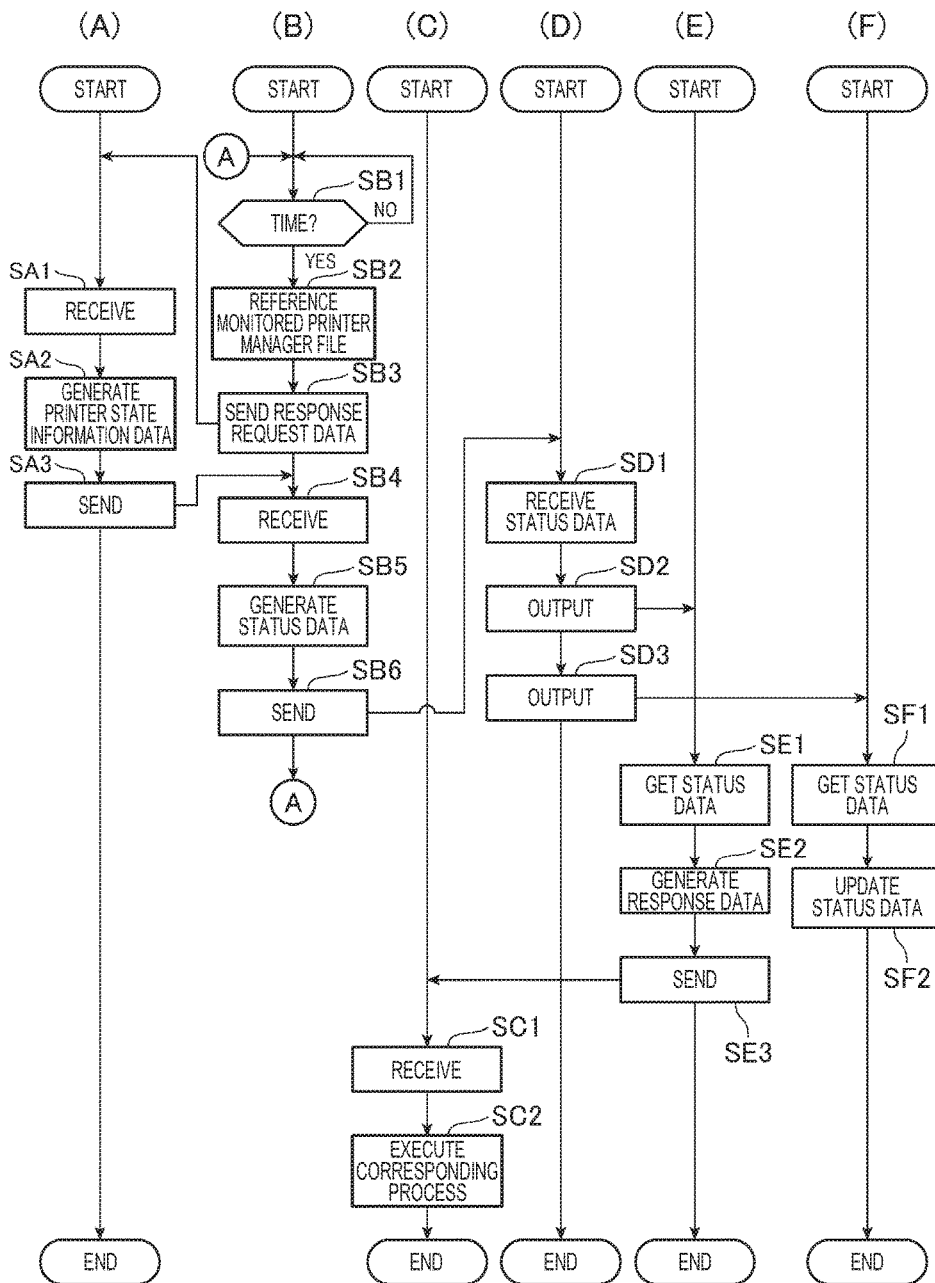 (A) (B) (C) (D) (E) (F)
START START START START START START
A
SB1
TIME?
NO
YES
SA1
RECEIVE
SB2
REFERENCE
MONITORED PRINTER
MANAGER FILE
SA2
GENERATE
PRINTER STATE
INFORMATION DATA
SB3
SEND RESPONSE
REQUEST DATA
SA3
SEND
SB4
RECEIVE
SD1
RECEIVE
STATUS DATA
SB5
GENERATE
STATUS DATA
SD2
OUTPUT
SB6
SEND
SD3
OUTPUT
A
SE1
GET STATUS
DATA
SF1
GET STATUS
DATA
SE2
GENERATE
RESPONSE DATA
UPDATE
STATUS DATA
SF2
SEND
SE3
SC1
RECEIVE
SC2
EXECUTE
CORRESPONDING
PROCESS
END END END END END